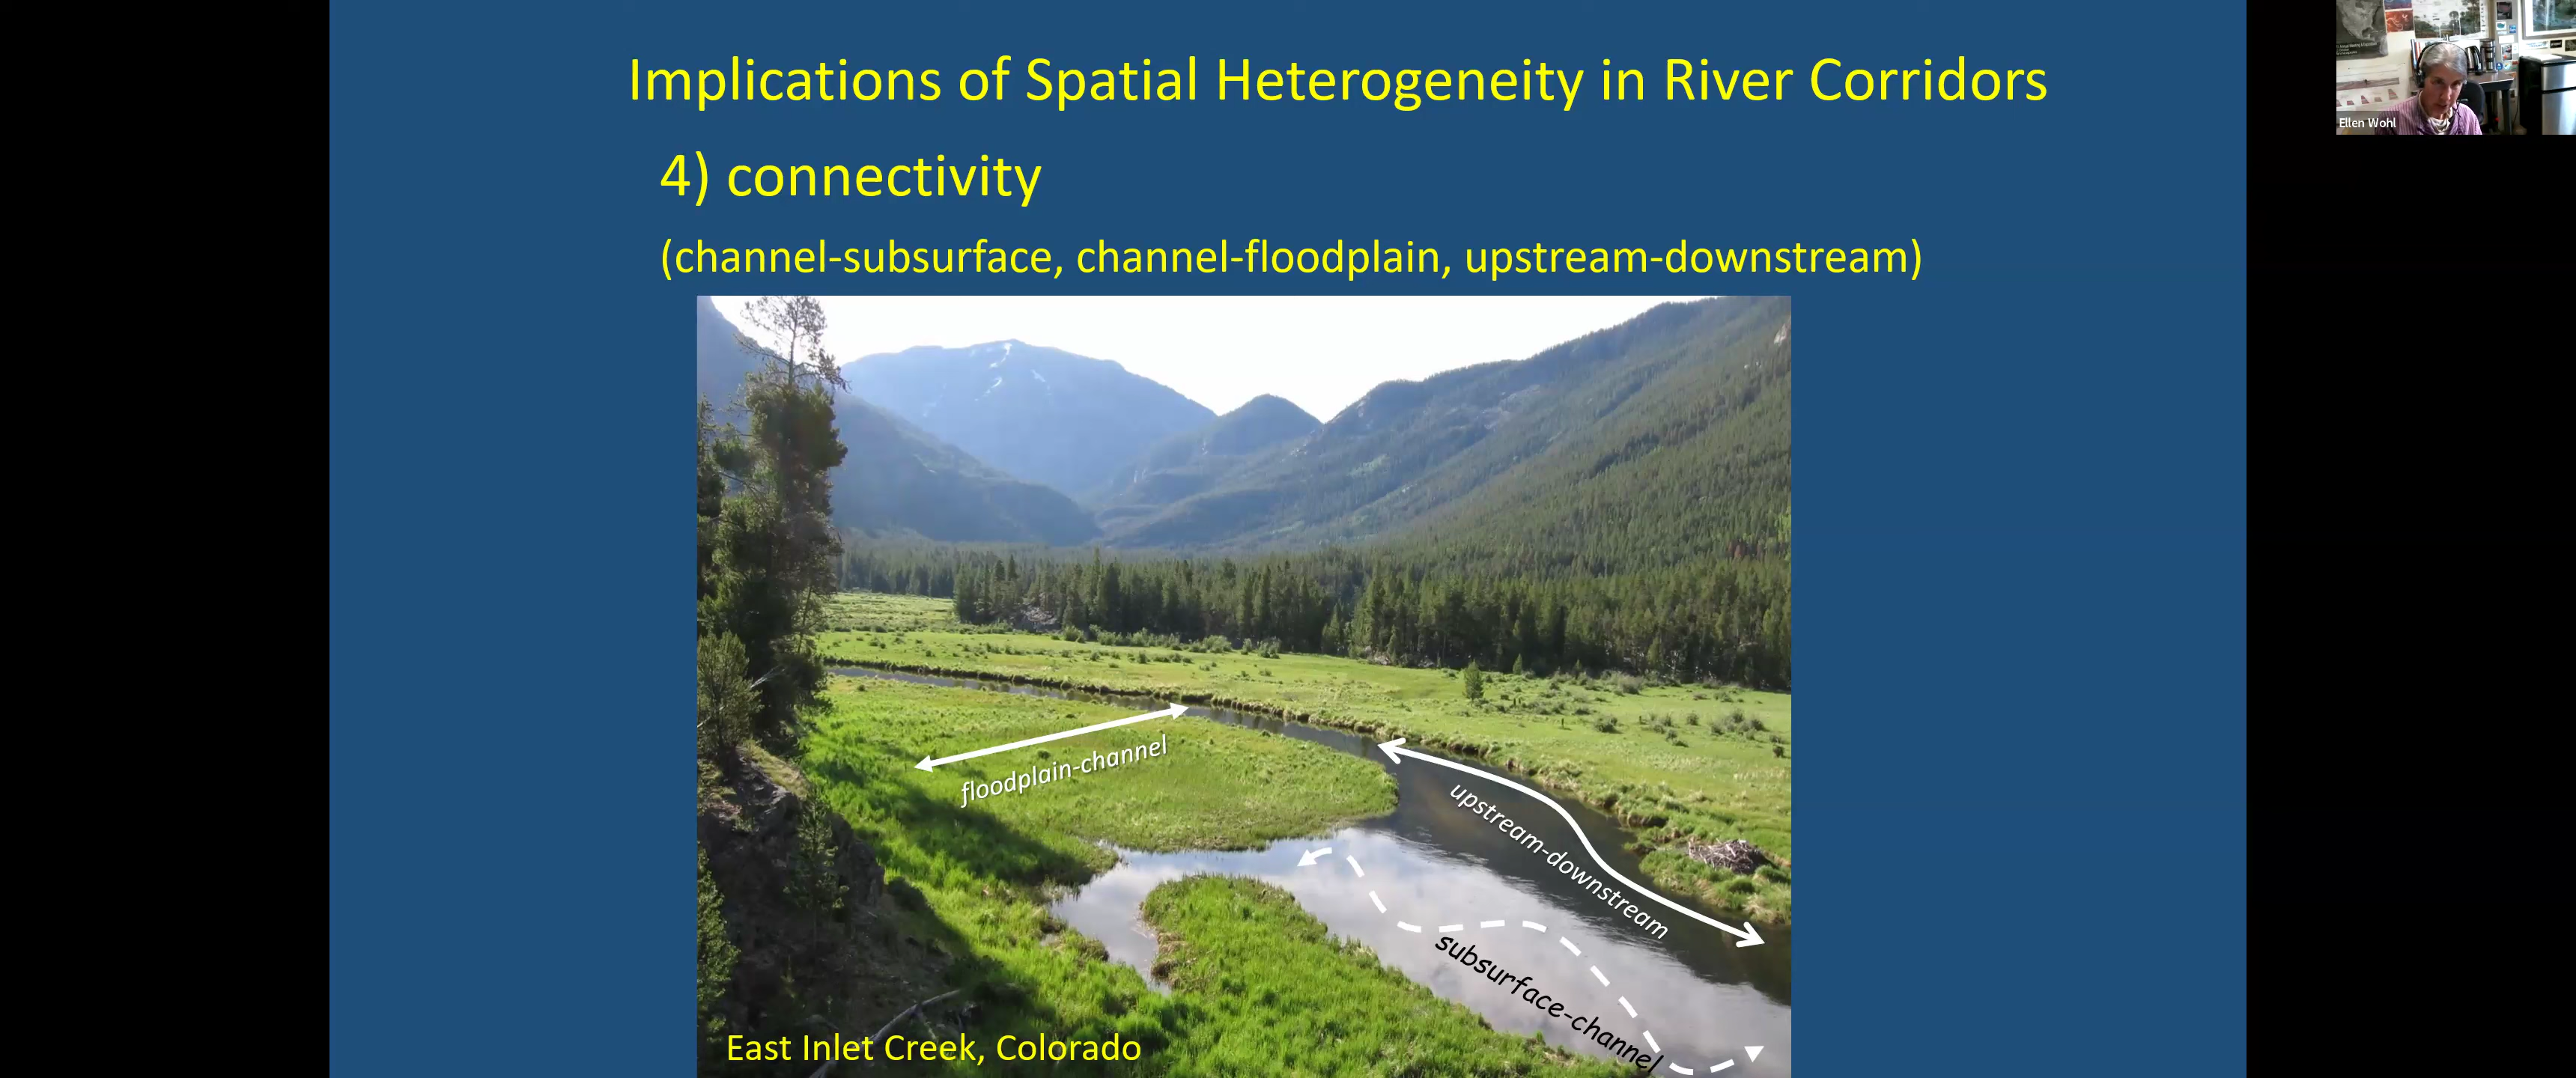 Implications of Spatial Heterogeneity in River Corridors
4) connectivity
(channel-subsurface, channel-floodplain, upstream-downstream)
floodplain-channel
upstream-downstream
subsurface-channel
East Inlet Creek, Colorado
Ellen Wohl